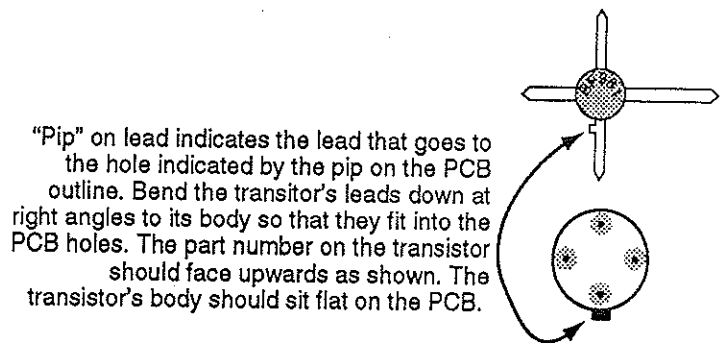 "Pip" on lead indicates the lead that goes to
the hole indicated by the pip on the PCB
outline. Bend the transitor's leads down at
right angles to its body so that they fit into the
PCB holes. The part number on the transistor
should face upwards as shown. The
transistor's body should sit flat on the PCB.